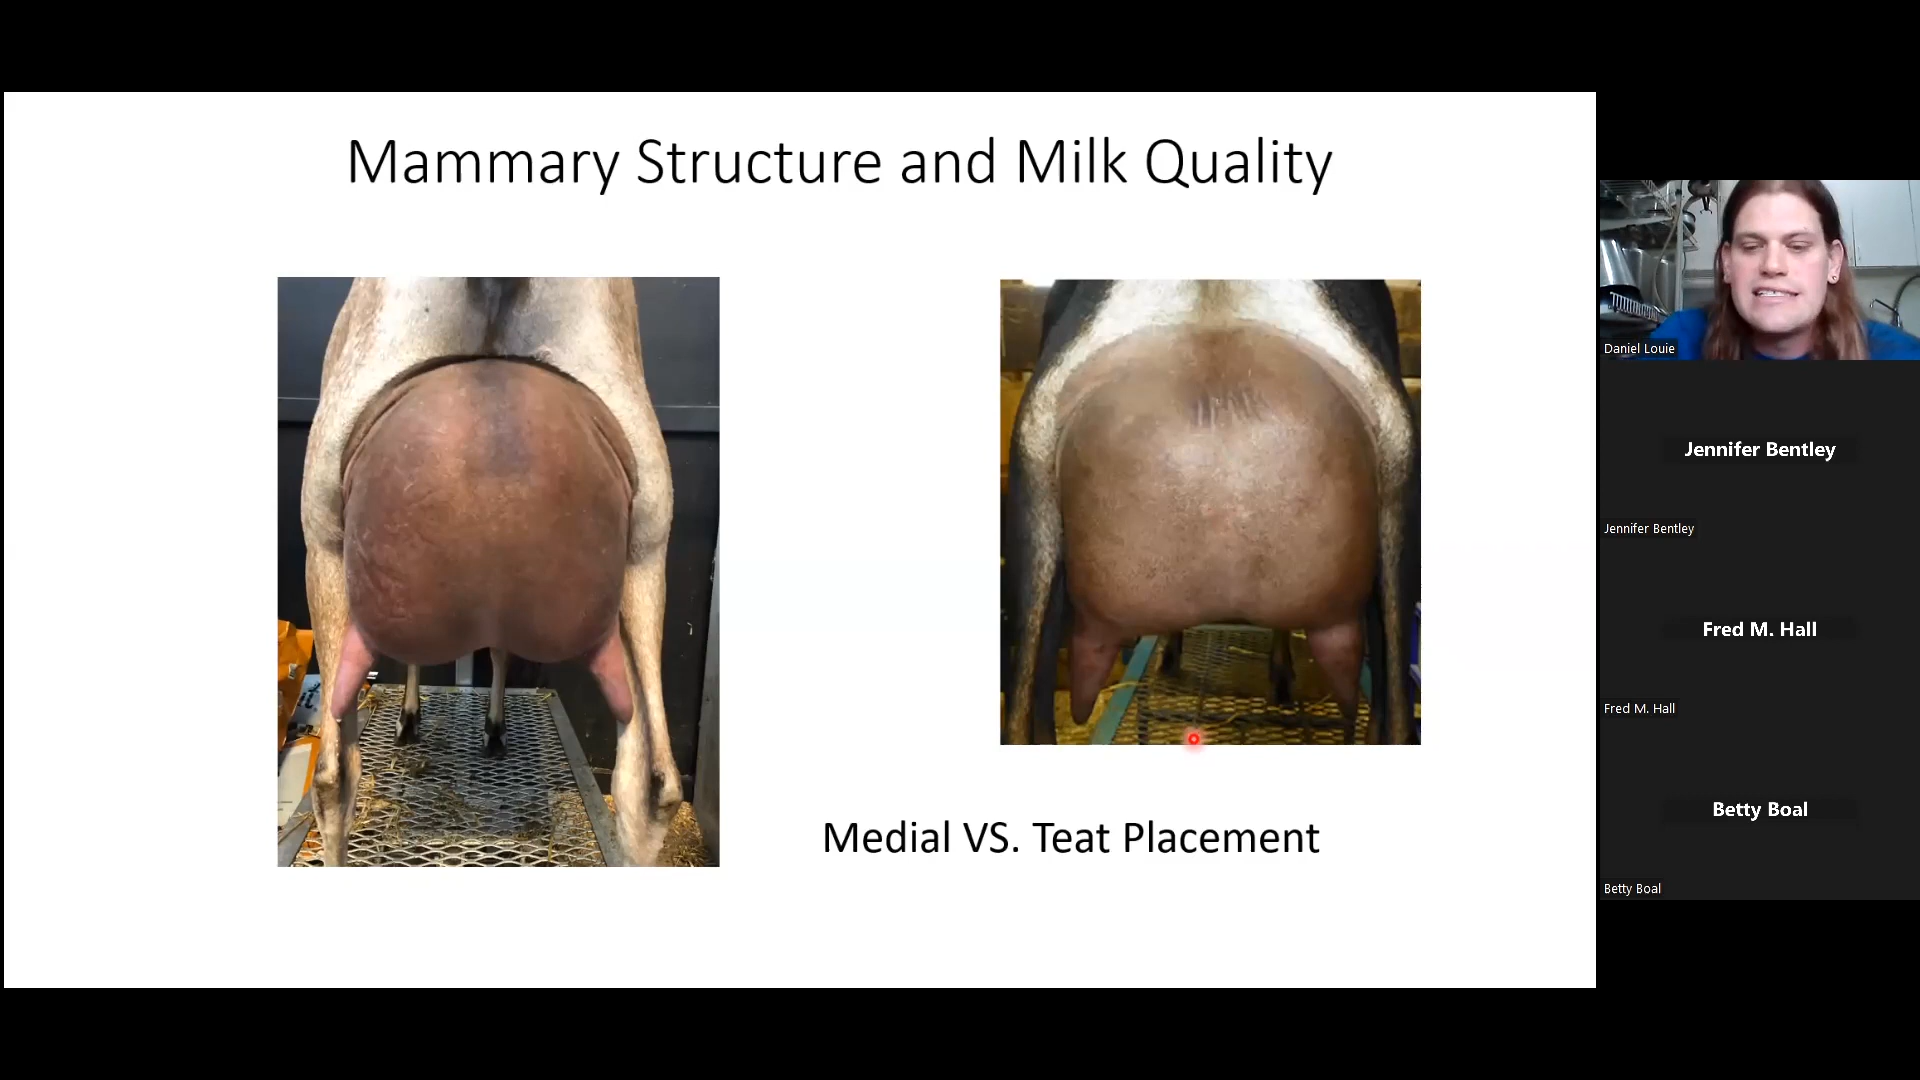 Mammary Structure and Milk Quality
Medial VS. Teat Placement
Daniel Louie
Jennifer Bentley
Jennifer Bentley
Fred M. Hall
Fred M. Hall
Betty Boal
Betty Boal